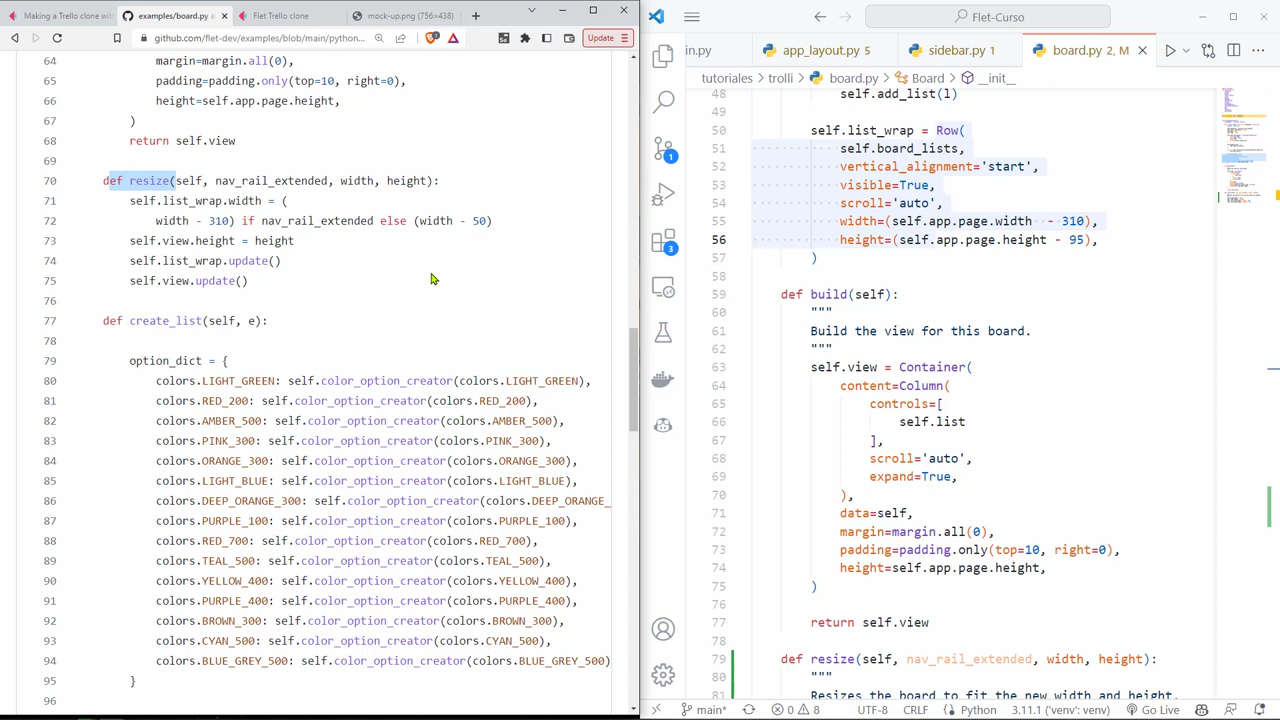 Making a Trello clone with
examples/board.py at
Flet Trello clone
mock-up.png (756×438)
github.com/flet-dev/examples/blob/main/python...
Update
64
margin=margin.all(0),
65 padding=padding.only(top=10, right=0),
66 height=self.app.page.height,
67 )
68 return self.view
def resize(self, nav_rail_extended, width, height):
71 self.list_wrap.width = (
72 width - 310) if nav_rail_extended else (width - 50)
73 self.view.height = height
74 self.list_wrap.update()
75 self.view.update()
76
77 def create_list(self, e):
78
79 option_dict = {
80 colors.LIGHT_GREEN: self.color_option_creator(colors.LIGHT_GREEN),
81 colors.RED_200: self.color_option_creator(colors.RED_200),
82 colors.AMBER_500: self.color_option_creator(colors.AMBER_500),
83 colors.PINK_300: self.color_option_creator(colors.PINK_300),
84 colors.ORANGE_300: self.color_option_creator(colors.ORANGE_300),
85 colors.LIGHT_BLUE: self.color_option_creator(colors.LIGHT_BLUE),
86 colors.DEEP_ORANGE_300: self.color_option_creator(colors.DEEP_ORANGE_
87 colors.PURPLE_100: self.color_option_creator(colors.PURPLE_100),
88 colors.RED_700: self.color_option_creator(colors.RED_700),
89 colors.TEAL_500: self.color_option_creator(colors.TEAL_500),
90 colors.YELLOW_400: self.color_option_creator(colors.YELLOW_400),
91 colors.PURPLE_400: self.color_option_creator(colors.PURPLE_400),
92 colors.BROWN_300: self.color_option_creator(colors.BROWN_300),
93 colors.CYAN_500: self.color_option_creator(colors.CYAN_500),
94 colors.BLUE_GREY_500: self.color_option_creator(colors.BLUE_GREY_500)
95 }
96
Flet-Curso
in.py
app_layout.py 5
sidebar.py 1
board.py 2, M
tutoriales > trolli > board.py > Board > __init__
48 self.add_list(l)
49
50 self.list_wrap = Row(
51 self.board_lists,
52 vertical_alignment='start',
53 visible=True,
54 scroll='auto',
55 width=(self.app.page.width - 310),
56 height=(self.app.page.height - 95),
57 )
58
59 def build(self):
60 """
61 Build the view for this board.
62 """
63 self.view = Container(
64 content=Column(
65 controls=[
66 self.list
67 ],
68 scroll='auto',
69 expand=True,
70 ),
71 data=self,
72 margin=margin.all(0),
73 padding=padding.only(top=10, right=0),
74 height=self.app.page.height,
75 )
76
77 return self.view
78
79 def resize(self, nav_rail_extended, width, height):
80 """
81 Resizes the board to fit the new width and height.
1
3
main*
0 8
UTF-8
CRLF
Python
3.11.1 ('venv': venv)
Go Live